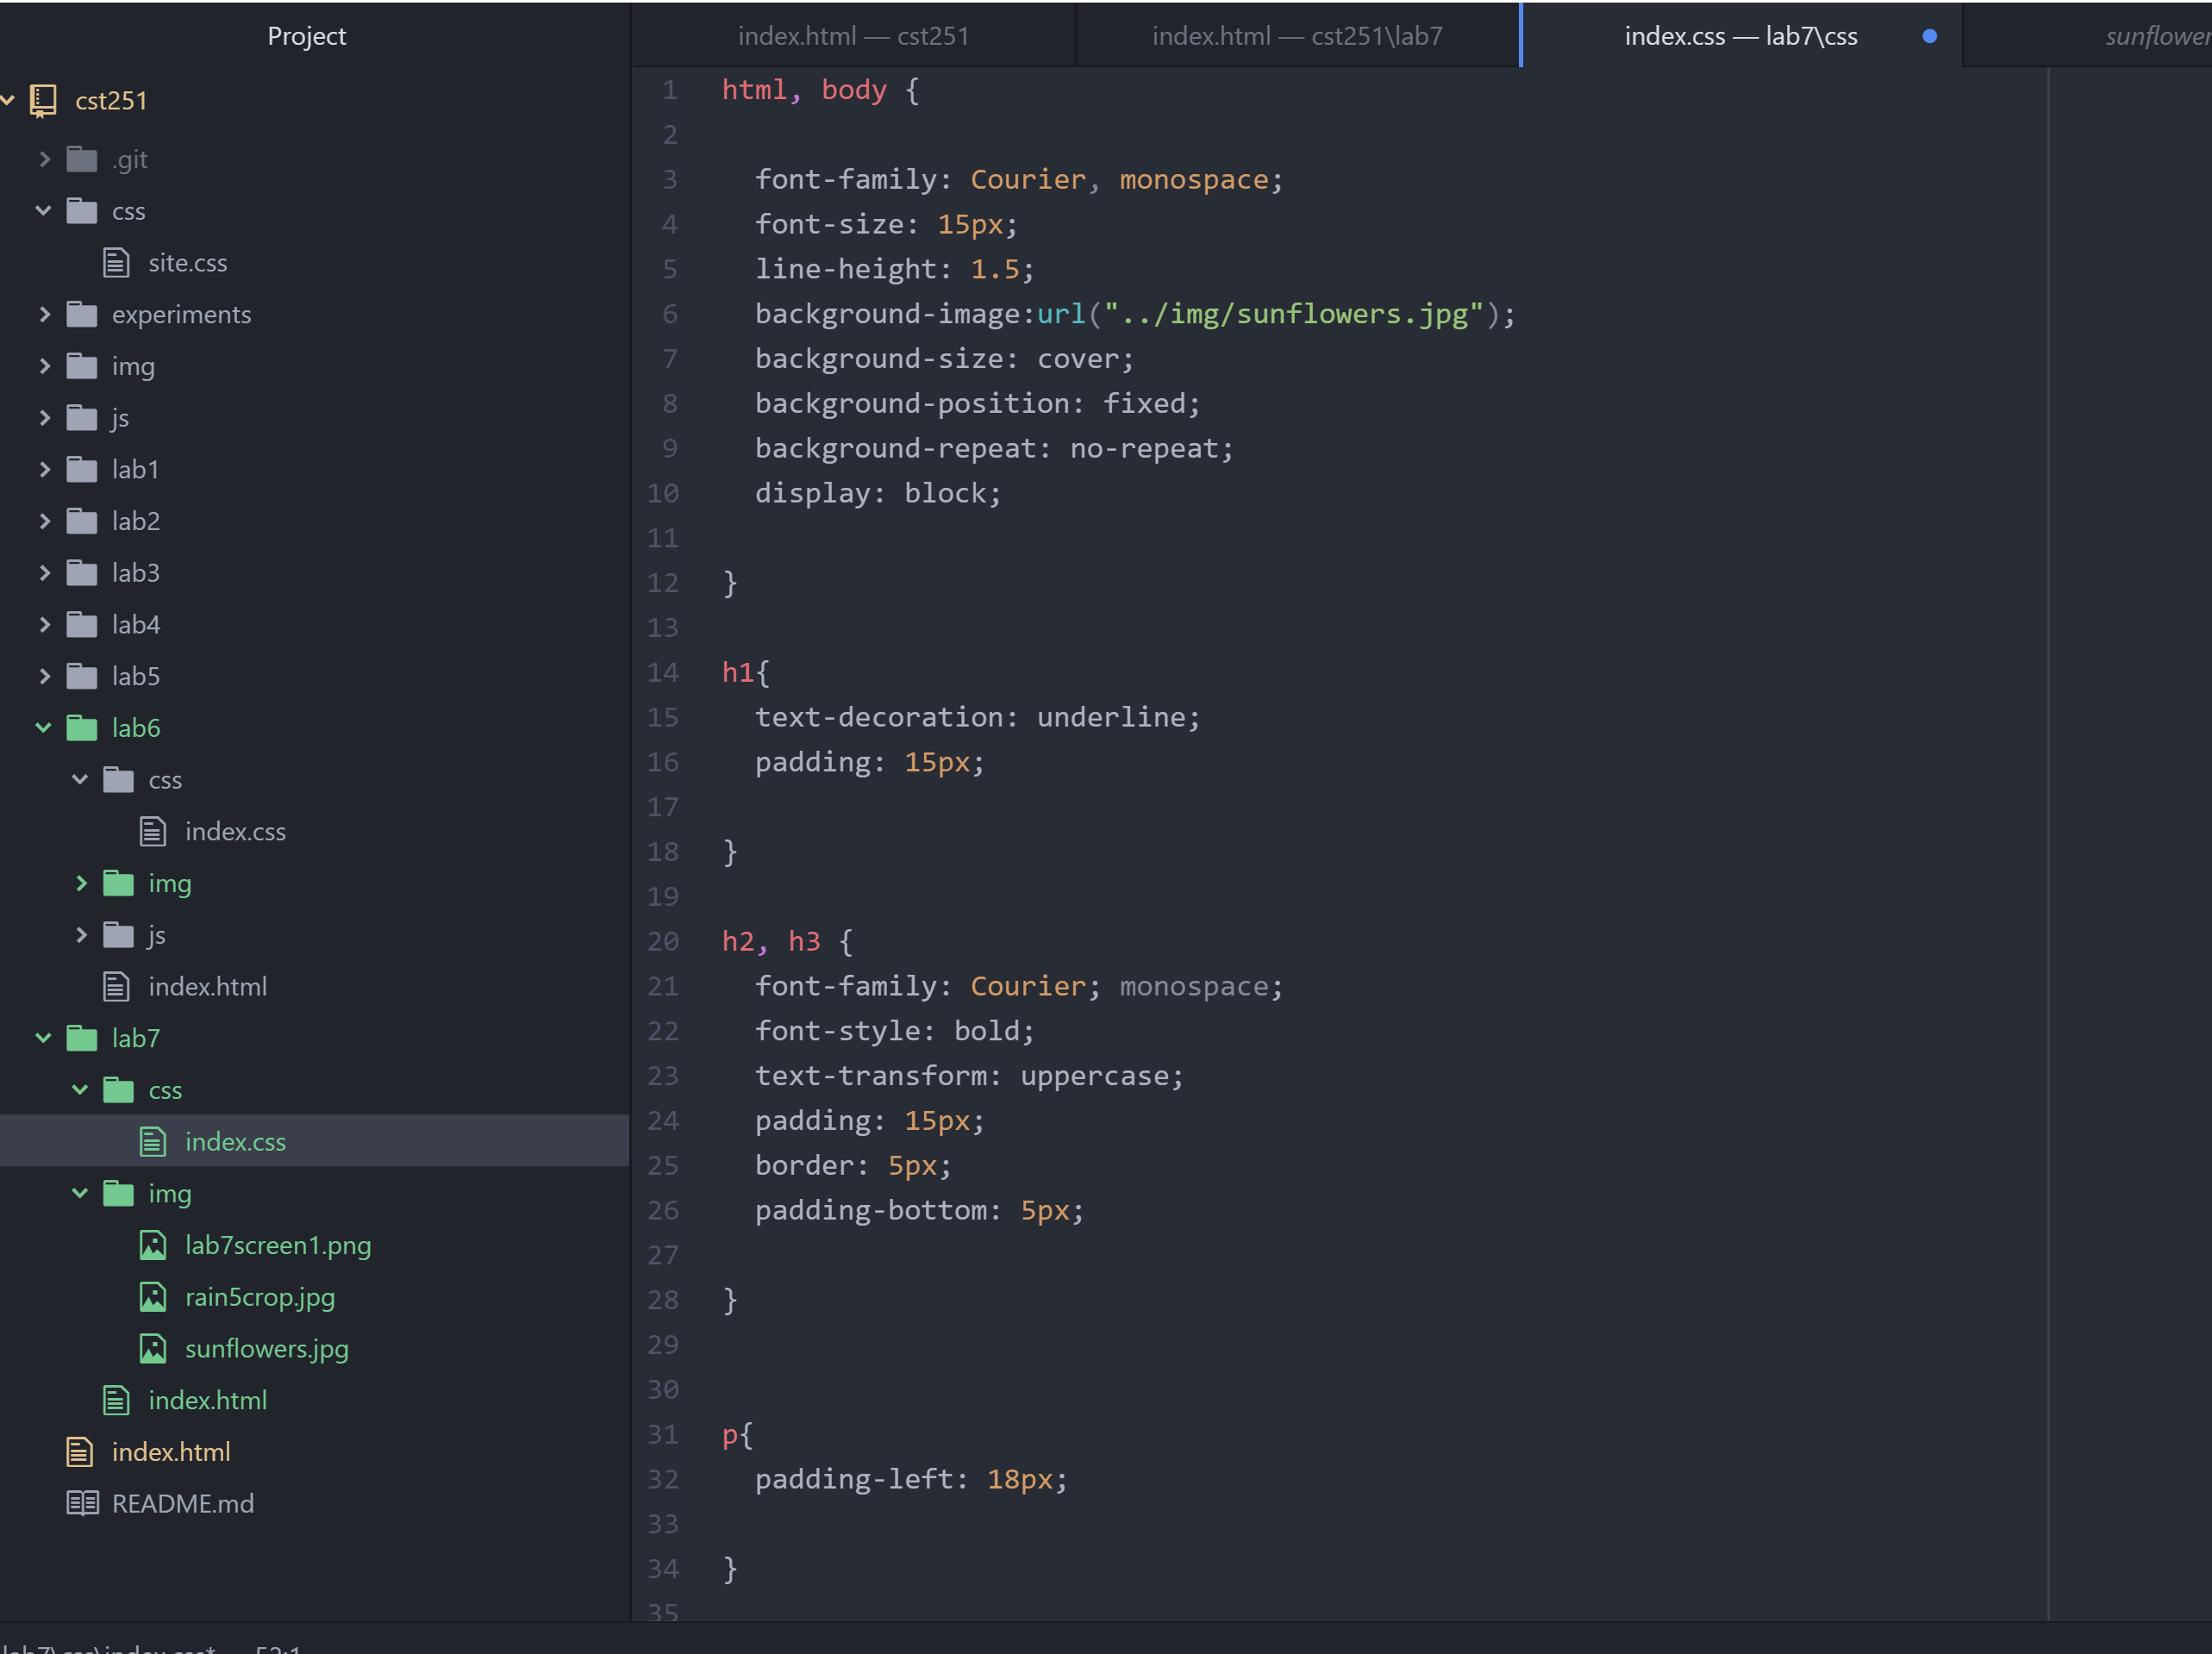 Project
cst251
.git
css
site.css
experiments
img
js
lab1
lab2
lab3
lab4
lab5
lab6
css
index.css
img
js
index.html
lab7
css
index.css
img
lab7screen1.png
rain5crop.jpg
sunflowers.jpg
index.html
index.html
README.md
index.html — cst251
index.html — cst251\lab7
index.css — lab7\css
sunflower
1 html, body {
2
3 font-family: Courier, monospace;
4 font-size: 15px;
5 line-height: 1.5;
6 background-image:url("../img/sunflowers.jpg");
7 background-size: cover;
8 background-position: fixed;
9 background-repeat: no-repeat;
10 display: block;
11
12 }
13
14 h1{
15 text-decoration: underline;
16 padding: 15px;
17
18 }
19
20 h2, h3 {
21 font-family: Courier; monospace;
22 font-style: bold;
23 text-transform: uppercase;
24 padding: 15px;
25 border: 5px;
26 padding-bottom: 5px;
27
28 }
29
30
31 p{
32 padding-left: 18px;
33
34 }
35
lab7\css\index.css* 52:1